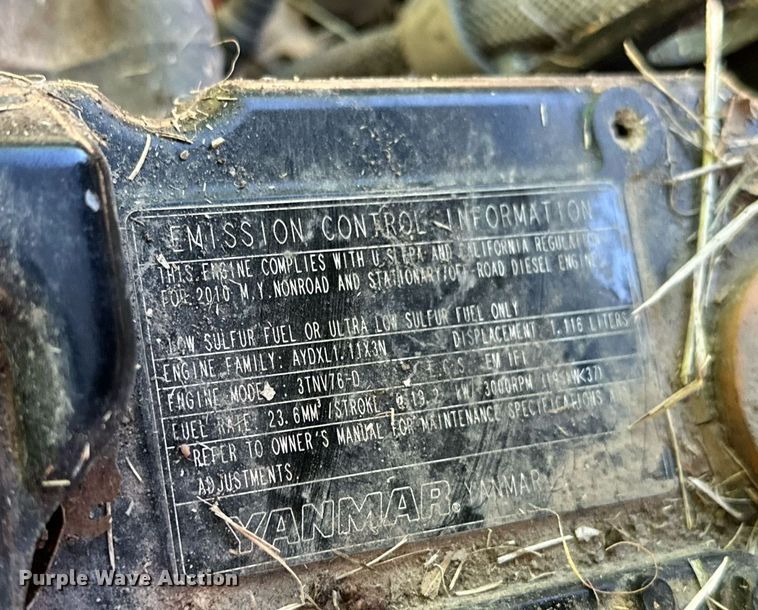 EMISSION CONTROL INFORMATION
THIS ENGINE COMPLIES WITH U.S.EPA AND CALIFORNIA REGULATIONS
FOR 2010 M.Y. NONROAD AND STATIONARY/OFF-ROAD DIESEL ENGINES
LOW SULFUR FUEL OR ULTRA LOW SULFUR FUEL ONLY
ENGINE FAMILY: AYDXL1.11X3N DISPLACEMENT: 1.116 LITERS
ENGINE MODEL: 3TNV76-D E.C.S.: EM IFI
FUEL RATE: 23.6MM³/STROKE @ kW 3000RPM
REFER TO OWNER'S MANUAL FOR MAINTENANCE SPECIFICATIONS AND
ADJUSTMENTS.
YANMAR. YANMAR
Purple Wave Auction